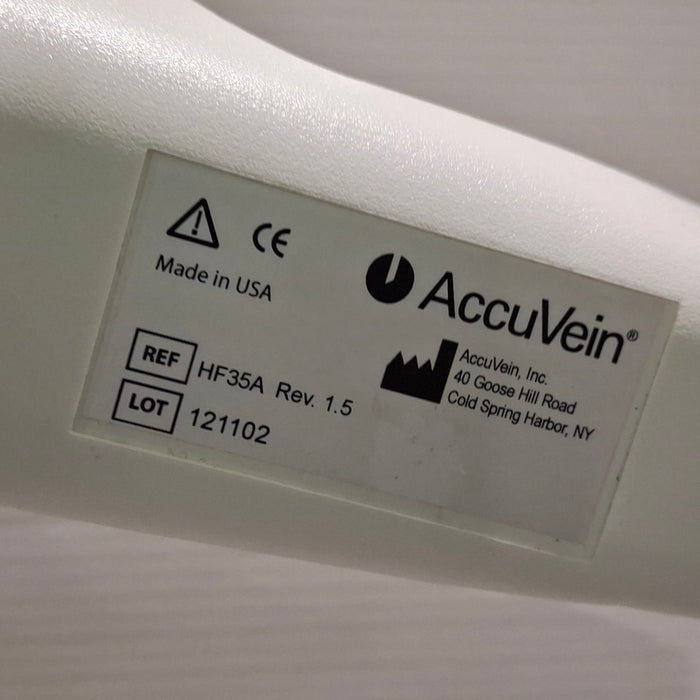 CE
Made in USA
REF HF35A Rev. 1.5
LOT 121102
AccuVein®
AccuVein, Inc.
40 Goose Hill Road
Cold Spring Harbor, NY